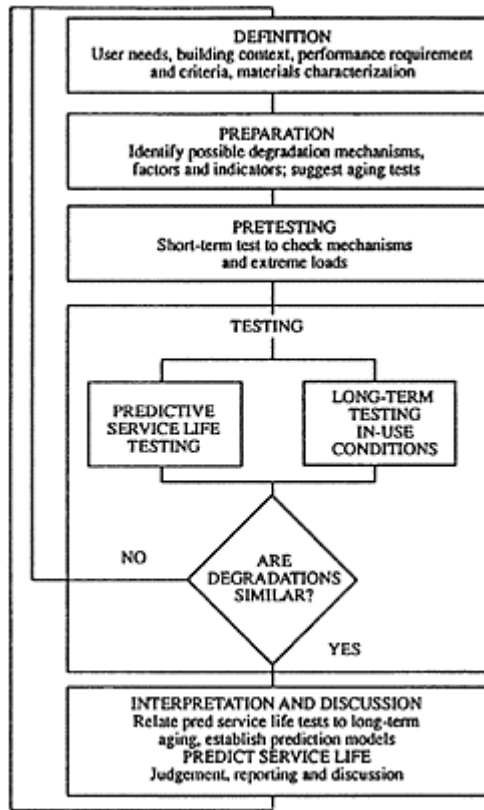 DEFINITION
User needs, building context, performance requirement
and criteria, materials characterization
PREPARATION
Identify possible degradation mechanisms,
factors and indicators; suggest aging tests
PRETESTING
Short-term test to check mechanisms
and extreme loads
TESTING
PREDICTIVE
SERVICE LIFE
TESTING
LONG-TERM
TESTING
IN-USE
CONDITIONS
NO
ARE
DEGRADATIONS
SIMILAR?
YES
INTERPRETATION AND DISCUSSION
Relate pred service life tests to long-term
aging, establish prediction models
PREDICT SERVICE LIFE
Judgement, reporting and discussion